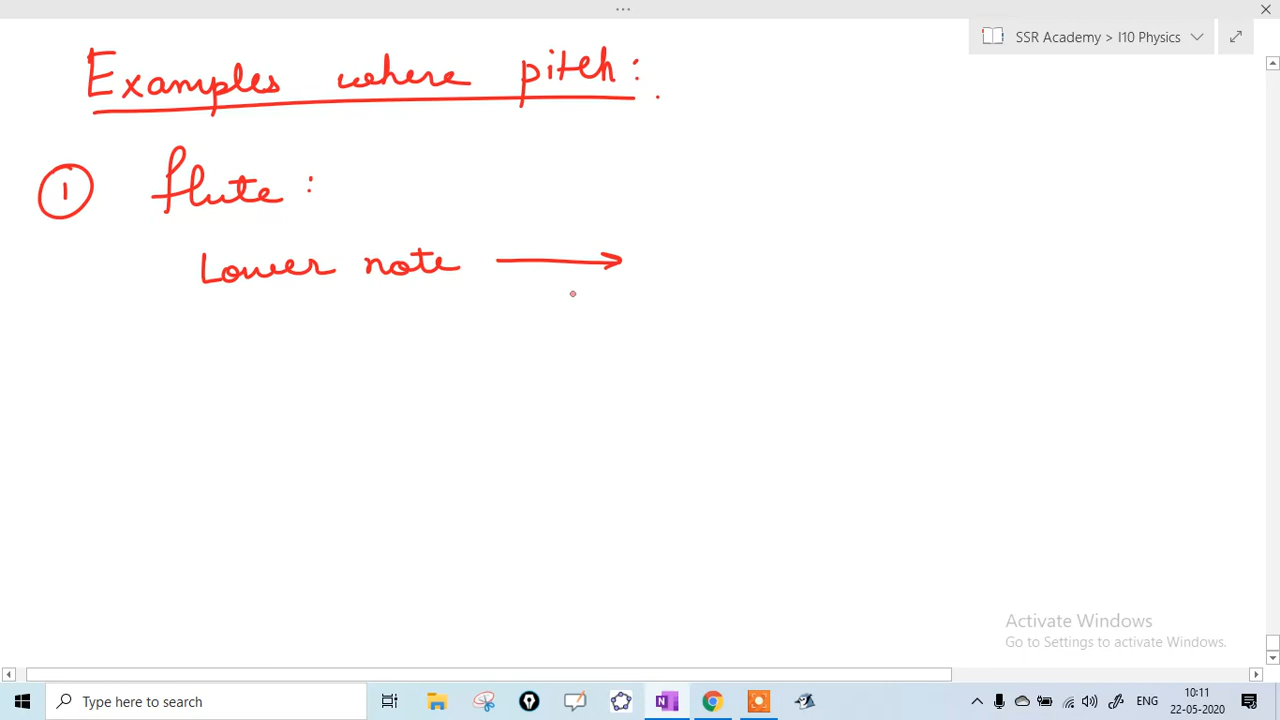 SSR Academy > I10 Physics
Examples where pitch:
1 flute:
Lower note →
Activate Windows
Go to Settings to activate Windows.
Type here to search
ENG
10:11
22-05-2020